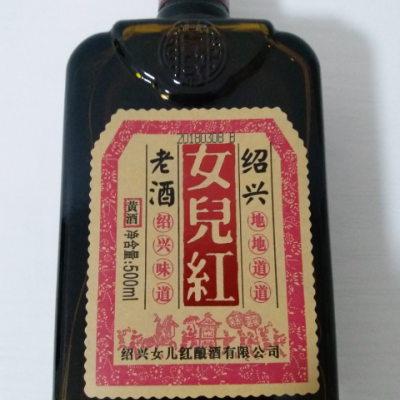 20180308 B
绍兴
老酒
女兒紅
地地道道
绍兴味道
黄酒
净含量:500ml
绍兴女儿红酿酒有限公司